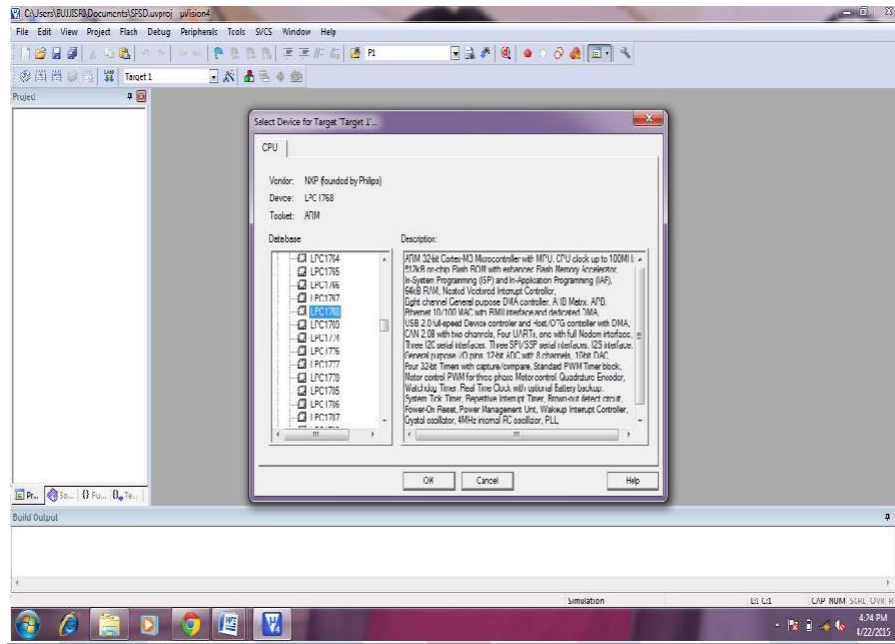 C:\Users\BUJJISRI\Documents\SFSD.uvproj - µVision4
File Edit View Project Flash Debug Peripherals Tools SVCS Window Help
P1
Target 1
Project
Select Device for Target 'Target 1'...
CPU
Vendor: NXP (founded by Philips)
Device: LPC1768
Toolset: ARM
Database
Description:
LPC1764
LPC1765
LPC1766
LPC1767
LPC1768
LPC1769
LPC1774
LPC1776
LPC1777
LPC1778
LPC1785
LPC1786
LPC1787
ARM 32-bit Cortex-M3 Microcontroller with MPU, CPU clock up to 100MHz
512kB on-chip Flash ROM with enhanced Flash Memory Accelerator,
In-System Programming (ISP) and In-Application Programming (IAP),
64kB RAM, Nested Vectored Interrupt Controller,
Eight channel General purpose DMA controller, AHB Matrix, APB,
Ethernet 10/100 MAC with RMII interface and dedicated DMA,
USB 2.0 full-speed Device controller and Host/OTG controller with DMA,
CAN 2.0B with two channels, Four UARTs, one with full Modem interface,
Three I2C serial interfaces, Three SPI/SSP serial interfaces, I2S interface,
General purpose I/O pins, 12-bit ADC with 8 channels, 10-bit DAC,
Four 32-bit Timers with capture/compare, Standard PWM Timer block,
Motor control PWM for three phase Motor control, Quadrature Encoder,
Watchdog Timer, Real Time Clock with optional Battery backup,
System Tick Timer, Repetitive Interrupt Timer, Brown-out detect circuit,
Power-On Reset, Power Management Unit, Wakeup Interrupt Controller,
Crystal oscillator, 4MHz internal RC oscillator, PLL,
OK Cancel Help
Pr... Bo... {} Fu... Te...
Build Output
Simulation L:1 C:1 CAP NUM SCRL OVR R
4:24 PM
4/22/2015